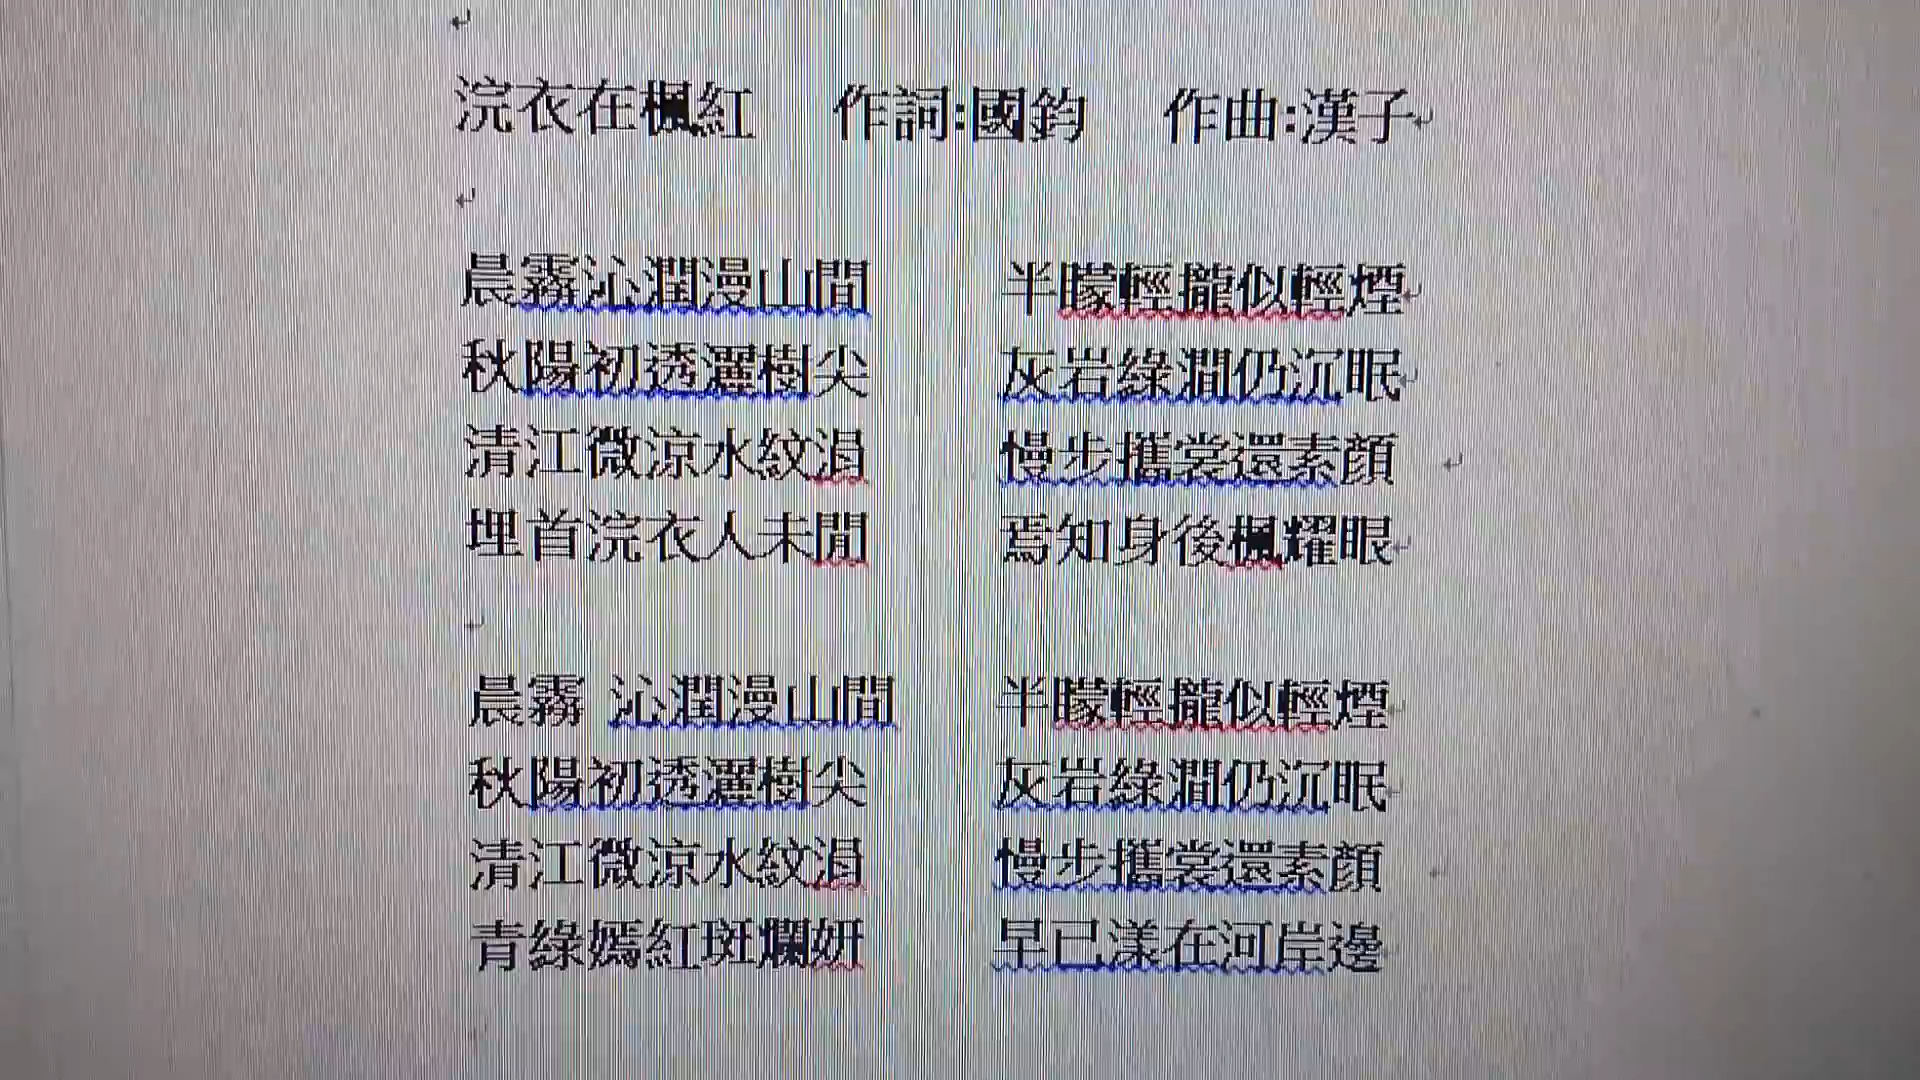 浣衣在楓紅 作詞:國鈞 作曲:漢子
晨霧沁潤漫山間 半矇輕攏似輕煙
秋陽初透灑樹尖 灰岩綠澗仍沉眠
清江微涼水紋涓 慢步攜裳還素顏
埋首浣衣人未閒 焉知身後楓耀眼
晨霧 沁潤漫山間 半矇輕攏似輕煙
秋陽初透灑樹尖 灰岩綠澗仍沉眠
清江微涼水紋涓 慢步攜裳還素顏
青綠嫣紅斑斕妍 早已漾在河岸邊